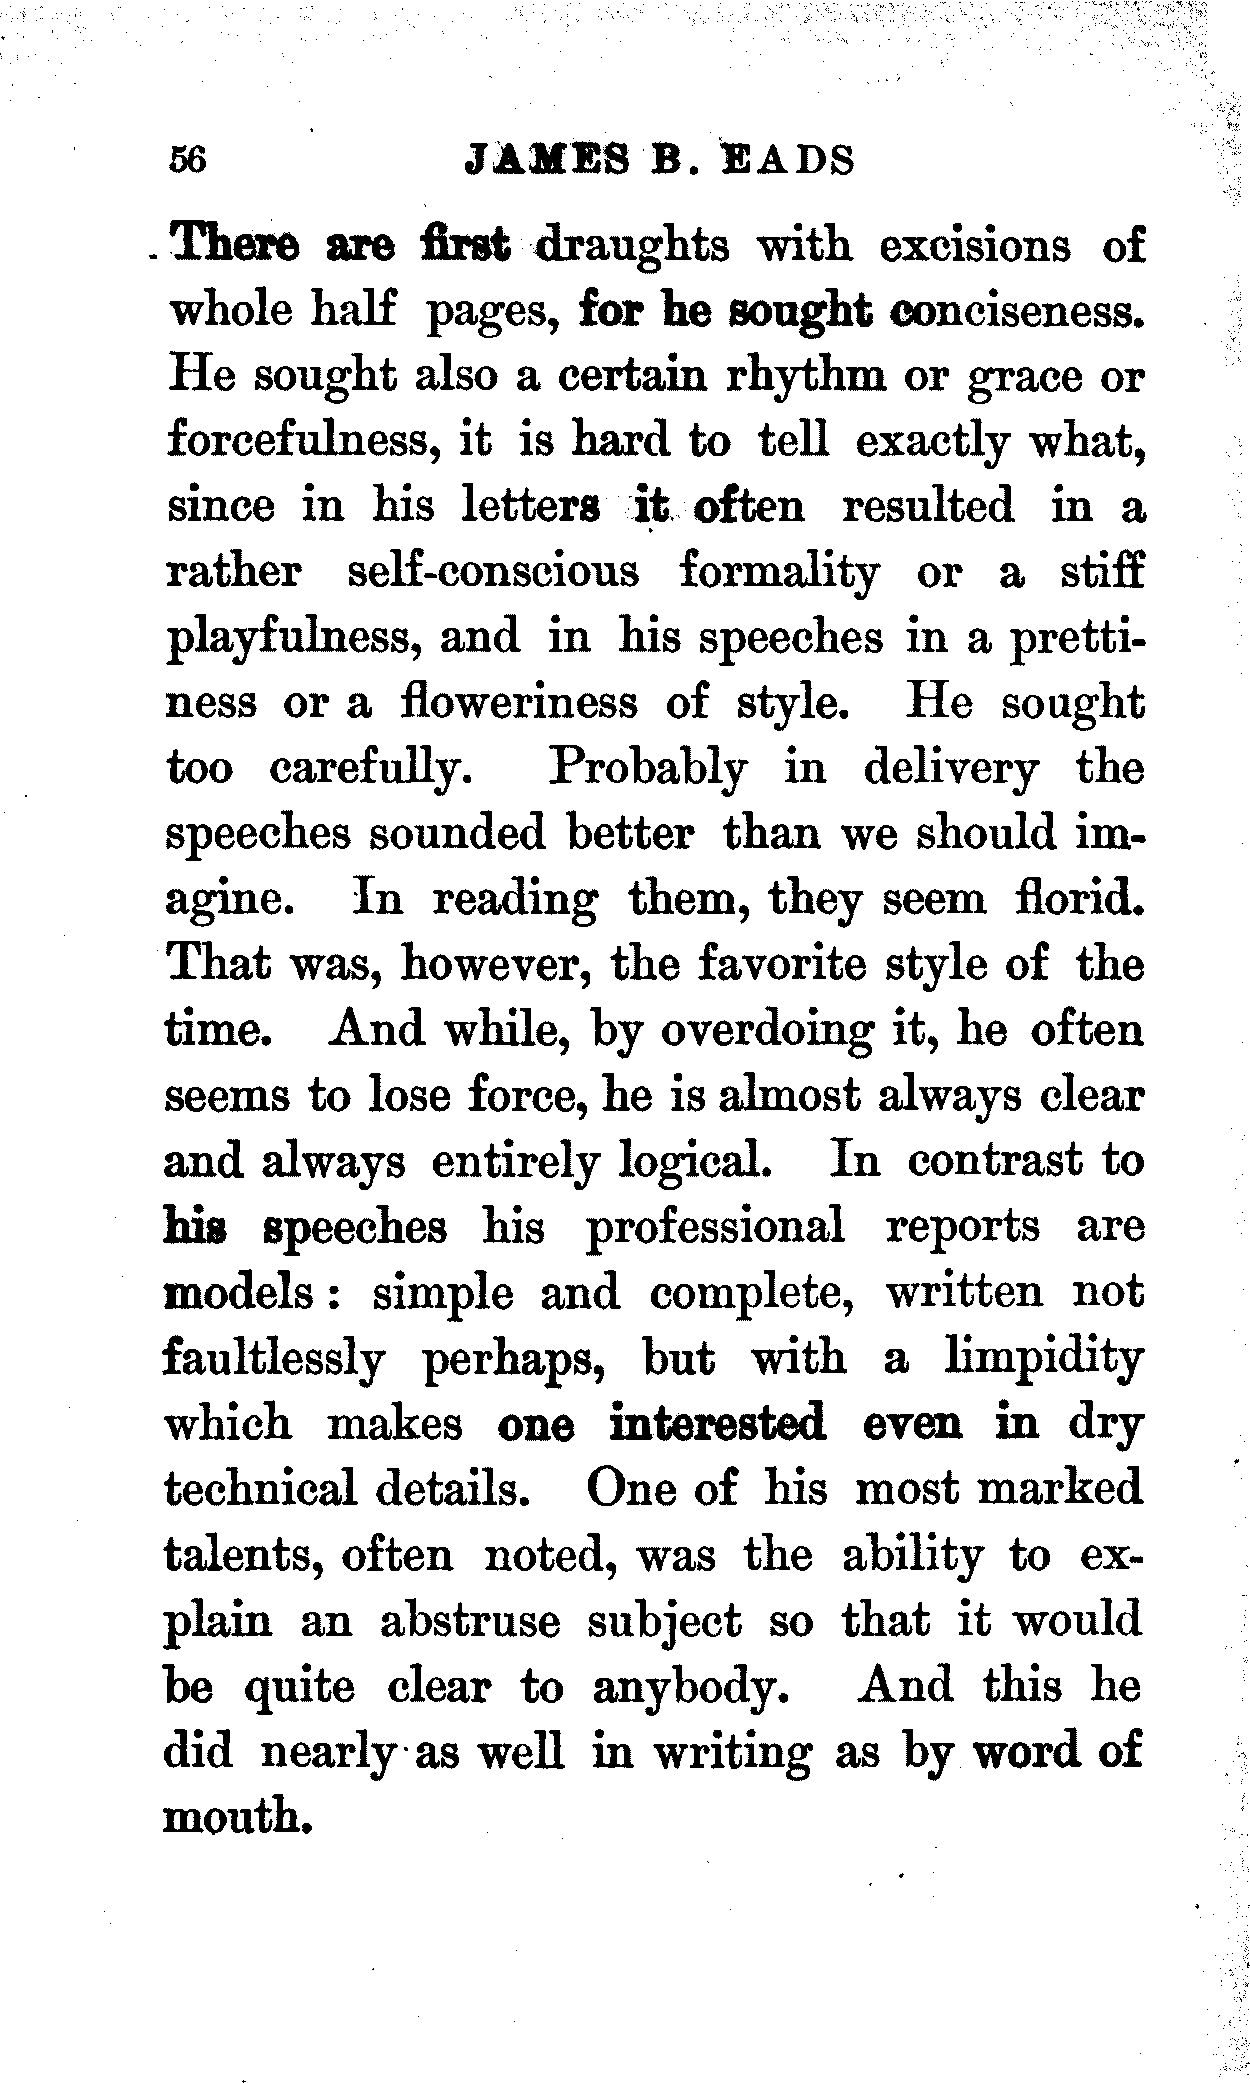 56 JAMES B. EADS
There are first draughts with excisions of
whole half pages, for he sought conciseness.
He sought also a certain rhythm or grace or
forcefulness, it is hard to tell exactly what,
since in his letters it often resulted in a
rather self-conscious formality or a stiff
playfulness, and in his speeches in a pretti-
ness or a floweriness of style. He sought
too carefully. Probably in delivery the
speeches sounded better than we should im-
agine. In reading them, they seem florid.
That was, however, the favorite style of the
time. And while, by overdoing it, he often
seems to lose force, he is almost always clear
and always entirely logical. In contrast to
his speeches his professional reports are
models : simple and complete, written not
faultlessly perhaps, but with a limpidity
which makes one interested even in dry
technical details. One of his most marked
talents, often noted, was the ability to ex-
plain an abstruse subject so that it would
be quite clear to anybody. And this he
did nearly as well in writing as by word of
mouth.